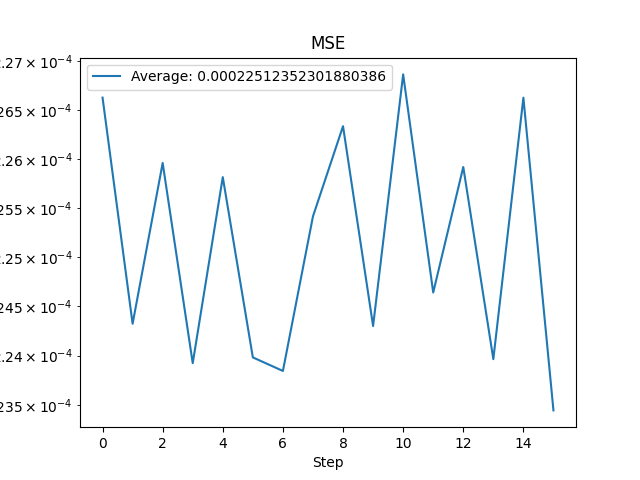 MSE
Average: 0.00022512352301880386
.27 × 10⁻⁴
265 × 10⁻⁴
.26 × 10⁻⁴
255 × 10⁻⁴
.25 × 10⁻⁴
245 × 10⁻⁴
.24 × 10⁻⁴
235 × 10⁻⁴
0 2 4 6 8 10 12 14
Step